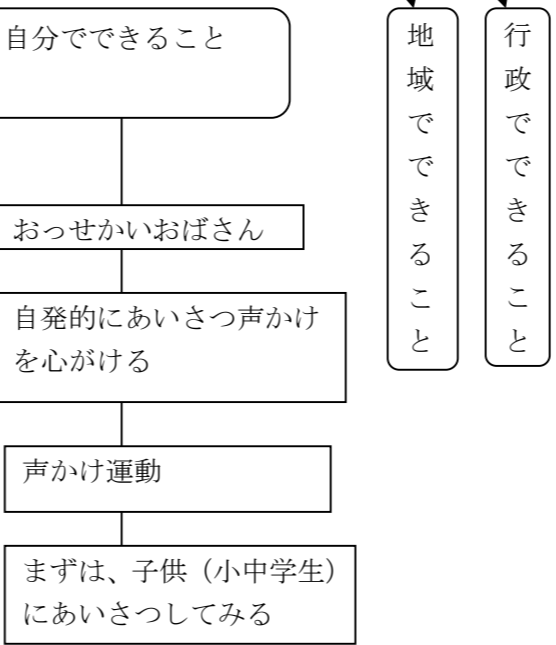 自分でできること
おっせかいおばさん
自発的にあいさつ声かけ
を心がける
声かけ運動
まずは、子供（小中学生）
にあいさつしてみる
地域でできること
行政でできること